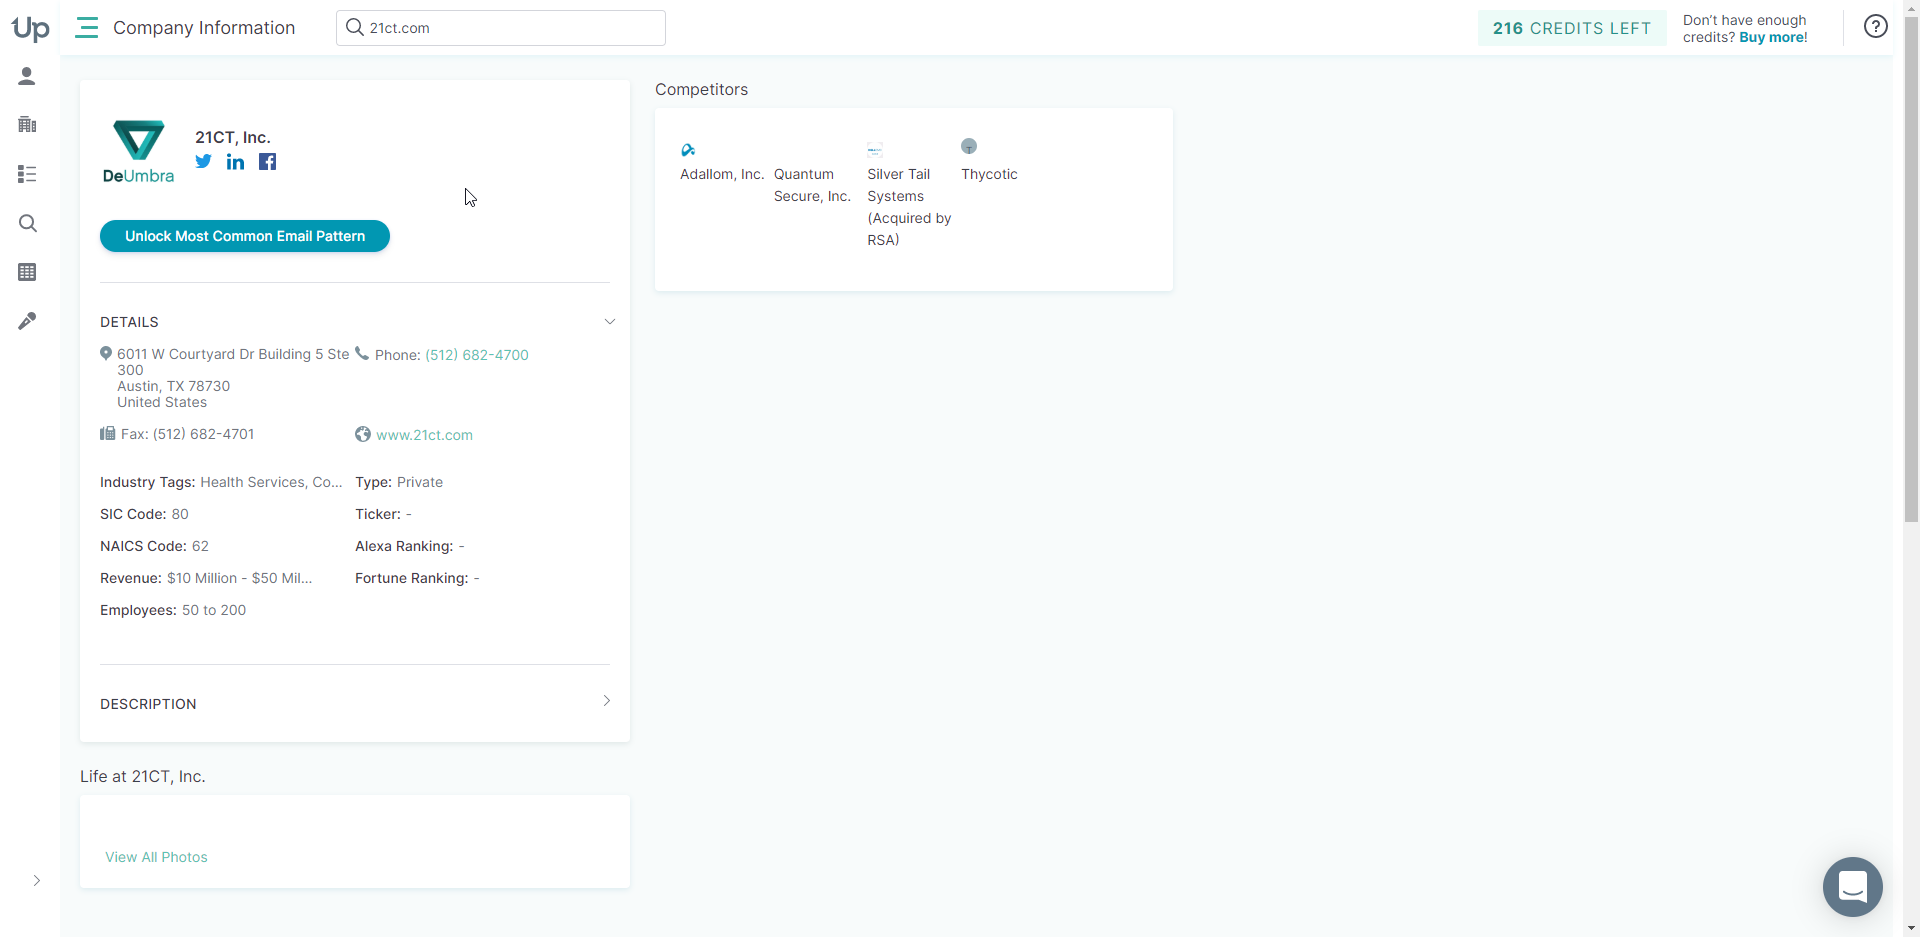 Up
Company Information
21ct.com
216 CREDITS LEFT
Don't have enough
credits? Buy more!
?
DeUmbra
21CT, Inc.
Unlock Most Common Email Pattern
DETAILS
6011 W Courtyard Dr Building 5 Ste
300
Austin, TX 78730
United States
Phone: (512) 682-4700
Fax: (512) 682-4701
www.21ct.com
Industry Tags: Health Services, Co...
Type: Private
SIC Code: 80
Ticker: -
NAICS Code: 62
Alexa Ranking: -
Revenue: $10 Million - $50 Mil...
Fortune Ranking: -
Employees: 50 to 200
DESCRIPTION
Life at 21CT, Inc.
View All Photos
Competitors
Adallom, Inc.
Quantum
Secure, Inc.
Silver Tail
Systems
(Acquired by
RSA)
T
Thycotic